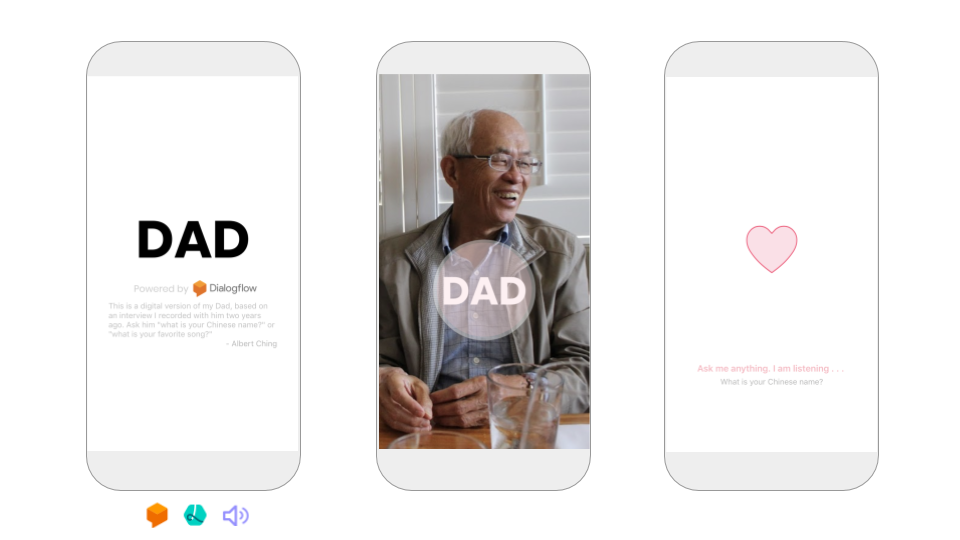 DAD
Powered by Dialogflow
This is a digital version of my Dad, based on
an interview I recorded with him two years
ago. Ask him "what is your Chinese name?" or
"what is your favorite song?"
- Albert Ching
DAD
Ask me anything. I am listening . . .
What is your Chinese name?